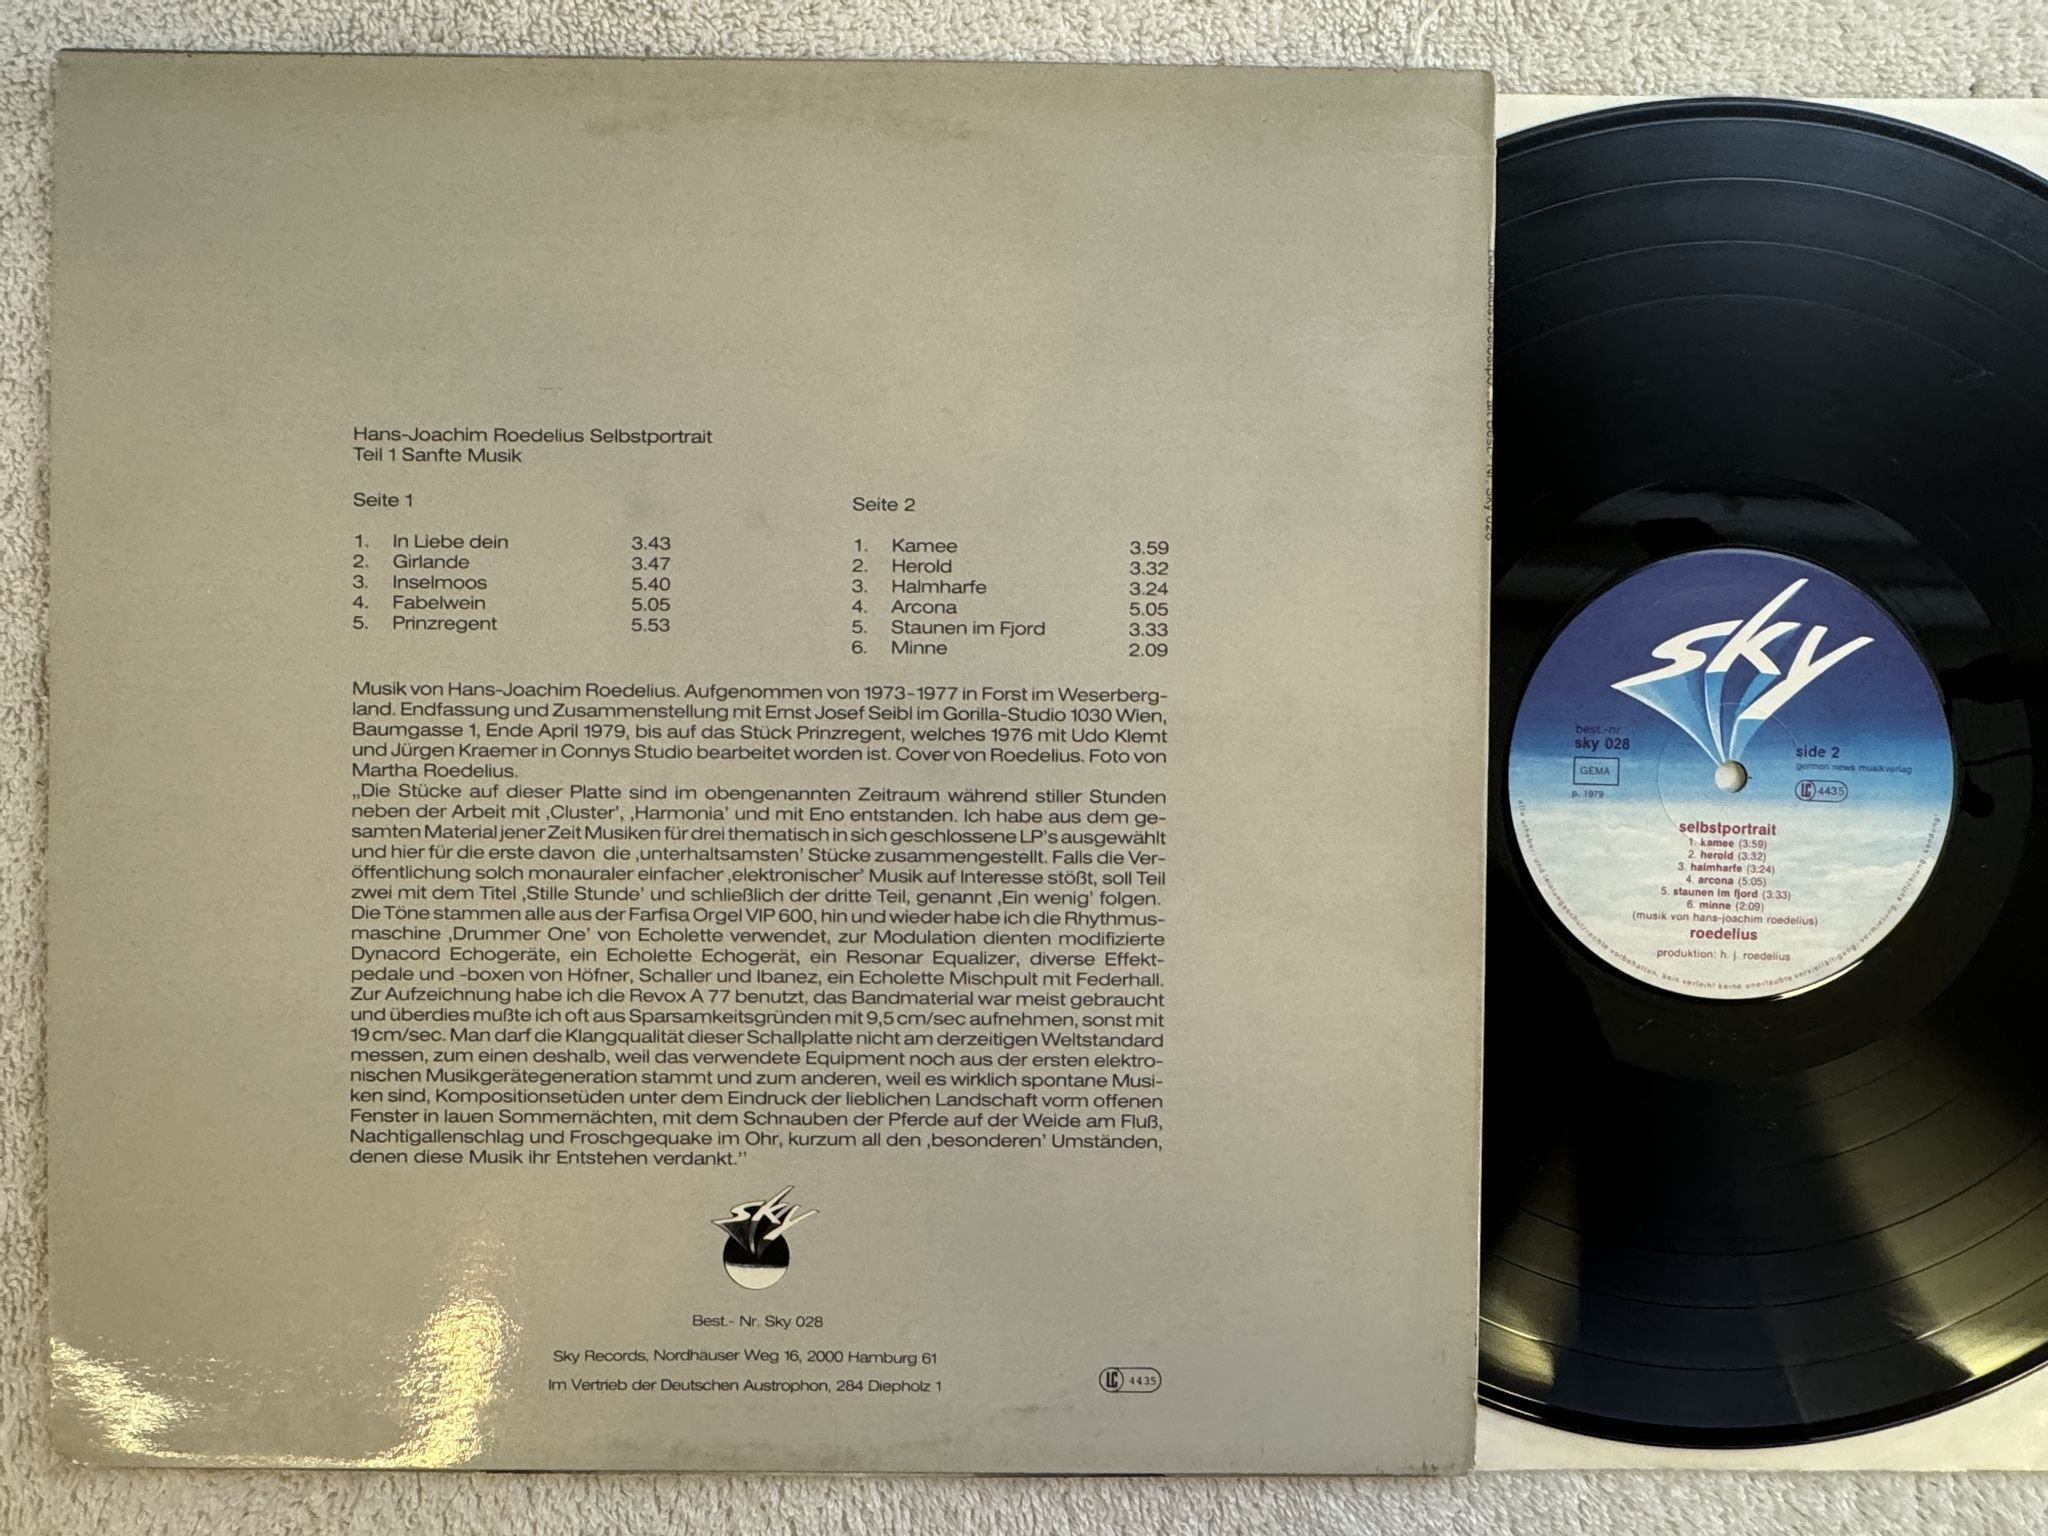 Hans-Joachim Roedelius Selbstportrait
Teil 1 Sanfte Musik
Seite 1
1. In Liebe dein 3.43
2. Girlande 3.47
3. Inselmoos 5.40
4. Fabelwein 5.05
5. Prinzregent 5.53
Seite 2
1. Kamee 3.59
2. Herold 3.32
3. Halmharfe 3.24
4. Arcona 5.05
5. Staunen im Fjord 3.33
6. Minne 2.09
Musik von Hans-Joachim Roedelius. Aufgenommen von 1973-1977 in Forst im Weserberg-
land. Endfassung und Zusammenstellung mit Ernst Josef Seibl im Gorilla-Studio 1030 Wien,
Baumgasse 1, Ende April 1979, bis auf das Stück Prinzregent, welches 1976 mit Udo Klemt
und Jürgen Kraemer in Connys Studio bearbeitet worden ist. Cover von Roedelius. Foto von
Martha Roedelius.
„Die Stücke auf dieser Platte sind im obengenannten Zeitraum während stiller Stunden
neben der Arbeit mit ‚Cluster’, ‚Harmonia’ und mit Eno entstanden. Ich habe aus dem ge-
samten Material jener Zeit Musiken für drei thematisch in sich geschlossene LP's ausgewählt
und hier für die erste davon die ‚unterhaltsamsten’ Stücke zusammengestellt. Falls die Ver-
öffentlichung solch monauraler einfacher ‚elektronischer’ Musik auf Interesse stößt, soll Teil
zwei mit dem Titel ‚Stille Stunde’ und schließlich der dritte Teil, genannt ‚Ein wenig’ folgen.
Die Töne stammen alle aus der Farfisa Orgel VIP 600, hin und wieder habe ich die Rhythmus-
maschine ‚Drummer One’ von Echolette verwendet, zur Modulation dienten modifizierte
Dynacord Echogeräte, ein Echolette Echogerät, ein Resonar Equalizer, diverse Effekt-
pedale und -boxen von Höfner, Schaller und Ibanez, ein Echolette Mischpult mit Federhall.
Zur Aufzeichnung habe ich die Revox A 77 benutzt, das Bandmaterial war meist gebraucht
und überdies mußte ich oft aus Sparsamkeitsgründen mit 9,5 cm/sec aufnehmen, sonst mit
19 cm/sec. Man darf die Klangqualität dieser Schallplatte nicht am derzeitigen Weltstandard
messen, zum einen deshalb, weil das verwendete Equipment noch aus der ersten elektro-
nischen Musikgerätegeneration stammt und zum anderen, weil es wirklich spontane Musi-
ken sind, Kompositionsetüden unter dem Eindruck der lieblichen Landschaft vorm offenen
Fenster in lauen Sommernächten, mit dem Schnauben der Pferde auf der Weide am Fluß,
Nachtigallenschlag und Froschgequake im Ohr, kurzum all den ‚besonderen’ Umständen,
denen diese Musik ihr Entstehen verdankt.”
sky
Best.- Nr. Sky 028
Sky Records, Nordhäuser Weg 16, 2000 Hamburg 61
Im Vertrieb der Deutschen Austrophon, 284 Diepholz 1
LC 4435
sky
best.-nr.
sky 028
GEMA
p. 1979
side 2
german news musikverlag
LC 4435
selbstportrait
1. kamee (3:59)
2. herold (3:32)
3. halmharfe (3:24)
4. arcona (5:05)
5. staunen im fjord (3:33)
6. minne (2:09)
(musik von hans-joachim roedelius)
roedelius
produktion: h. j. roedelius
alle urheber- und leistungsschutzrechte vorbehalten, kein verleih! keine unerlaubte vervielfältigung, vermietung, aufführung, sendung!